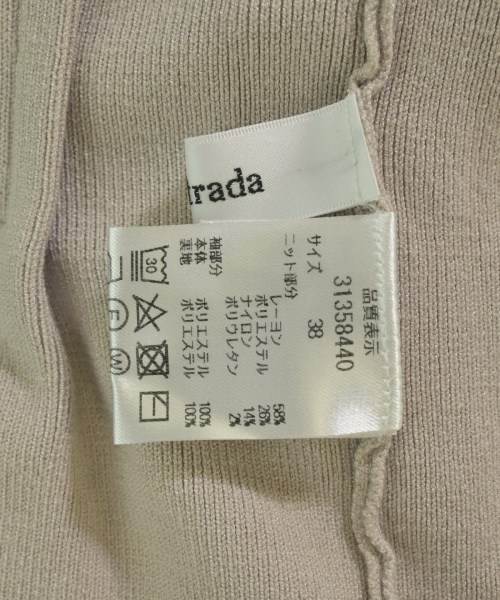 trada
品質表示
31358440
サイズ 38
ニット部分
レーヨン 58%
ポリエステル 26%
ナイロン 14%
ポリウレタン 2%
袖部分
本体 ポリエステル 100%
裏地 ポリエステル 100%
30
F
W